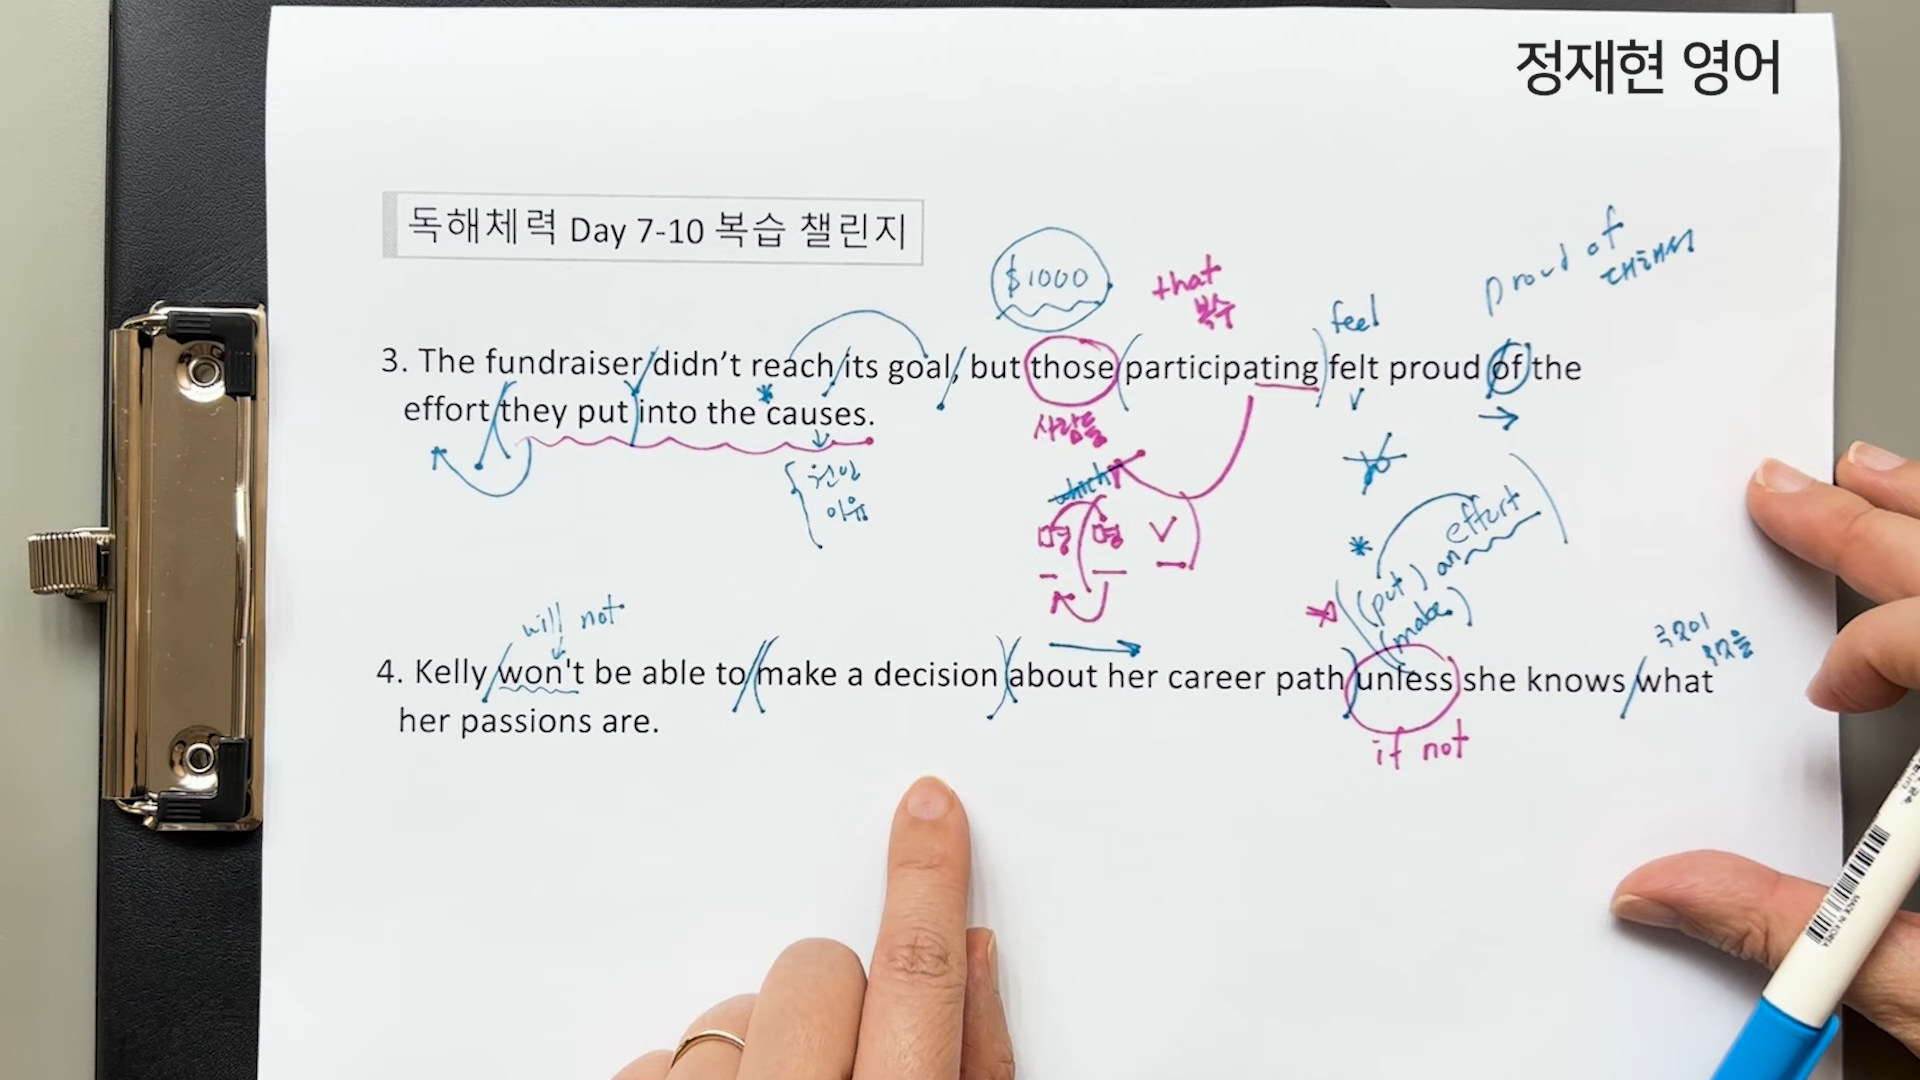 정재현 영어
독해체력 Day 7-10 복습 챌린지
$1000
that
복수
feel
proud of
대해서
3. The fundraiser didn't reach its goal, but those participating felt proud of the
effort they put into the causes.
사람들
원인
이유
which
명 명 V
effort
(put) an
(make)
will not
4. Kelly won't be able to make a decision about her career path unless she knows what
her passions are.
if not
MADE IN KOREA